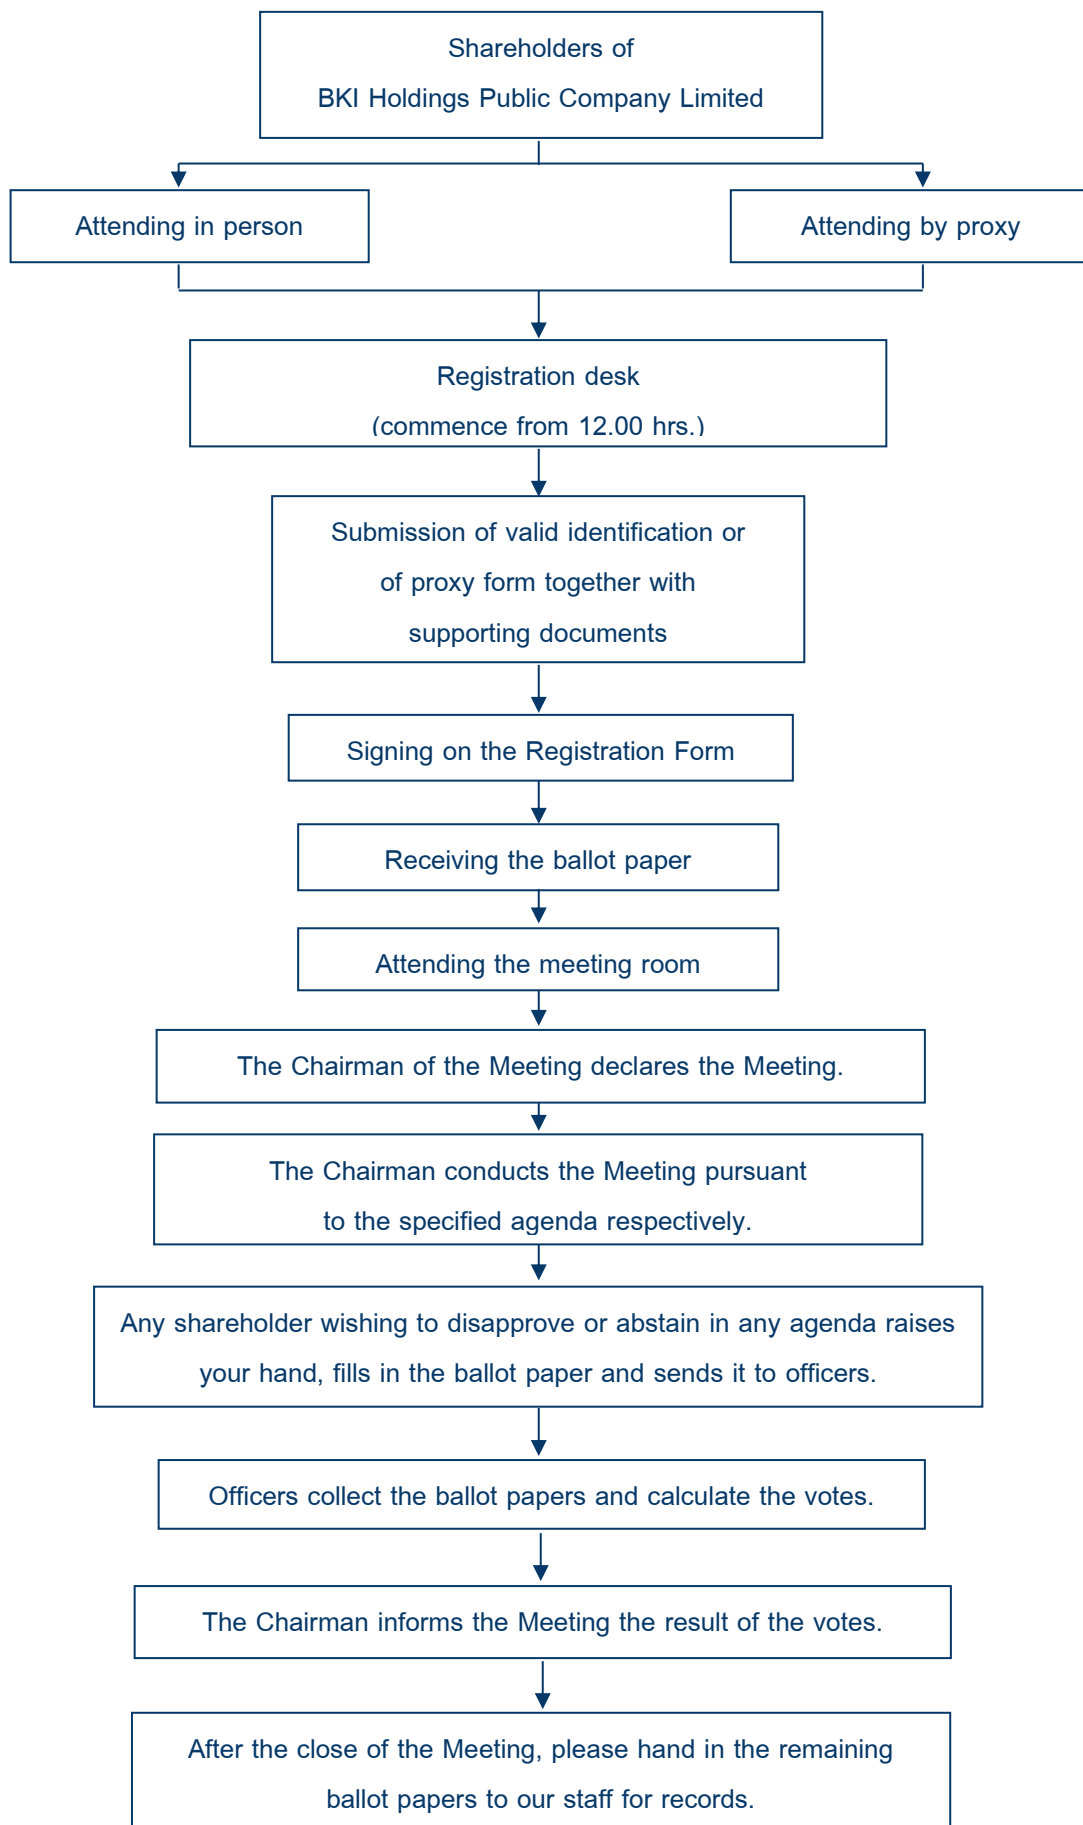 Shareholders of
BKI Holdings Public Company Limited
Attending in person
Attending by proxy
Registration desk
(commence from 12.00 hrs.)
Submission of valid identification or
of proxy form together with
supporting documents
Signing on the Registration Form
Receiving the ballot paper
Attending the meeting room
The Chairman of the Meeting declares the Meeting.
The Chairman conducts the Meeting pursuant
to the specified agenda respectively.
Any shareholder wishing to disapprove or abstain in any agenda raises
your hand, fills in the ballot paper and sends it to officers.
Officers collect the ballot papers and calculate the votes.
The Chairman informs the Meeting the result of the votes.
After the close of the Meeting, please hand in the remaining
ballot papers to our staff for records.